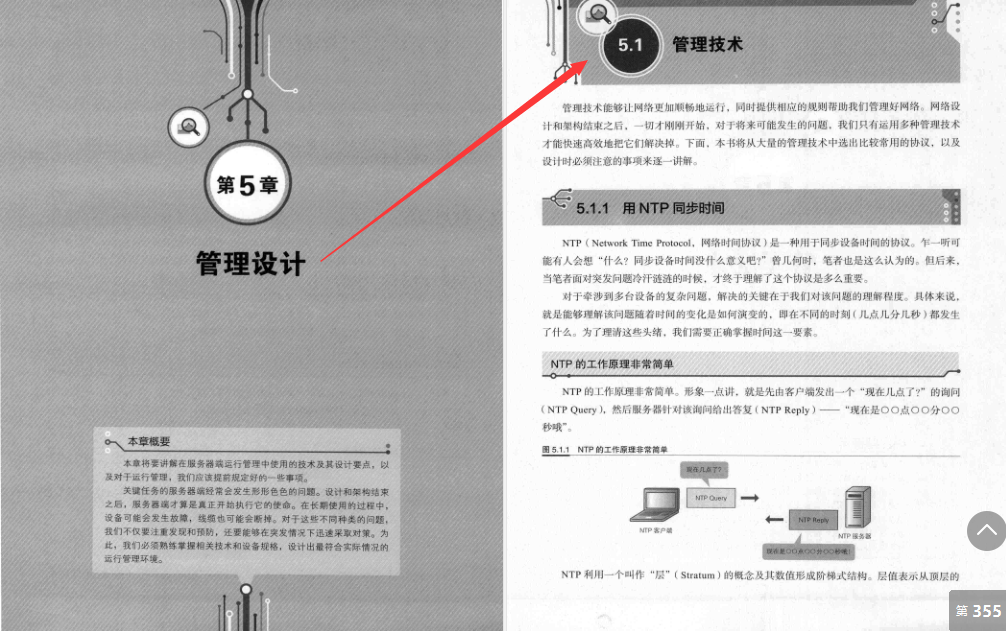 第5章
管理设计
本章概要
本章将要讲解在服务器端运行管理中使用的技术及其设计要点，以
及对于运行管理，我们应该提前规定好的一些事项。
关键任务的服务器端经常会发生形形色色的问题。设计和架构结束
之后，服务器端才算是真正开始执行它的使命。在长期使用的过程中，
设备可能会发生故障，线缆也可能会断掉。对于这些不同种类的问题，
我们不仅要注重发现和预防，还要能够在突发情况下迅速采取对策。为
此，我们必须熟练掌握相关技术和设备规格，设计出最符合实际情况的
运行管理环境。
5.1 管理技术
管理技术能够让网络更加顺畅地运行，同时提供相应的规则帮助我们管理好网络。网络设
计和架构结束之后，一切才刚刚开始，对于将来可能发生的问题，我们只有运用多种管理技术
才能快速高效地把它们解决掉。下面，本书将从大量的管理技术中选出比较常用的协议，以及
设计时必须注意的事项来逐一讲解。
5.1.1 用 NTP 同步时间
NTP（Network Time Protocol，网络时间协议）是一种用于同步设备时间的协议。乍一听可
能有人会想“什么？同步设备时间没什么意义吧？”曾几何时，笔者也是这么认为的。但后来，
当笔者面对突发问题冷汗涟涟的时候，才终于理解了这个协议是多么重要。
对于牵涉到多台设备的复杂问题，解决的关键在于我们对该问题的理解程度。具体来说，
就是能够理解该问题随着时间的变化是如何演变的，即在不同的时刻（几点几分几秒）都发生
了什么。为了理清这些头绪，我们需要正确掌握时间这一要素。
NTP 的工作原理非常简单
NTP 的工作原理非常简单。形象一点讲，就是先由客户端发出一个“现在几点了？”的询问
（NTP Query），然后服务器针对该询问给出答复（NTP Reply）——“现在是○○点○○分○○
秒哦”。
图 5.1.1 NTP 的工作原理非常简单
现在几点了？
NTP Query
NTP Reply
NTP 客户端
NTP 服务器
现在是○○点○○分○○秒哦！
NTP 利用一个叫作“层”（Stratum）的概念及其数值形成阶梯式结构。层值表示从顶层的
第 355